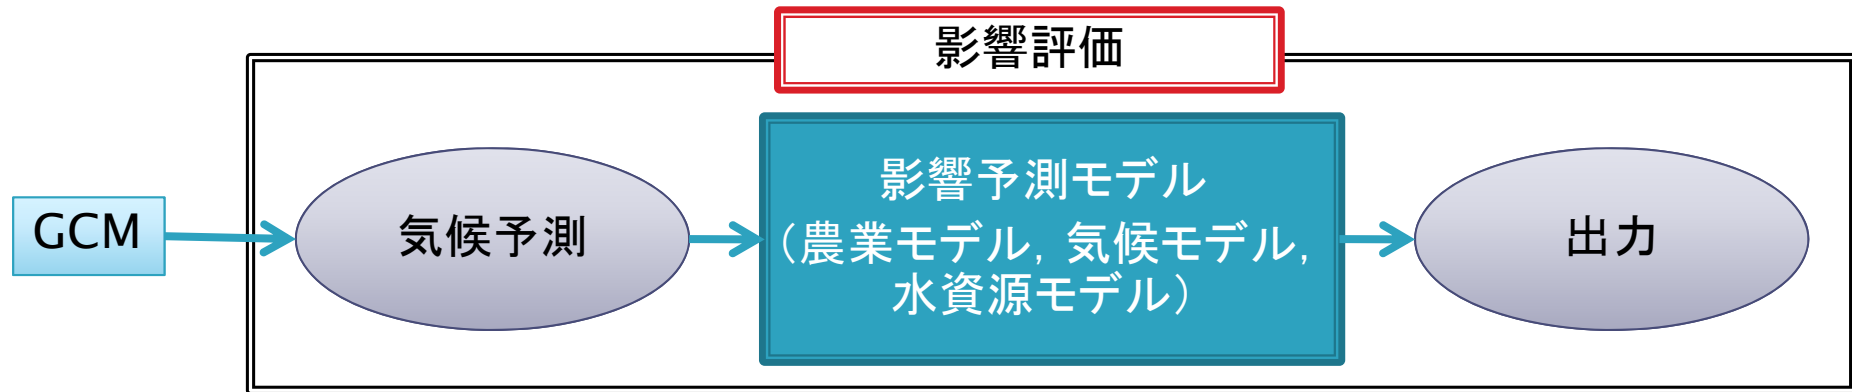 影響評価
GCM
気候予測
影響予測モデル
（農業モデル，気候モデル，
水資源モデル）
出力